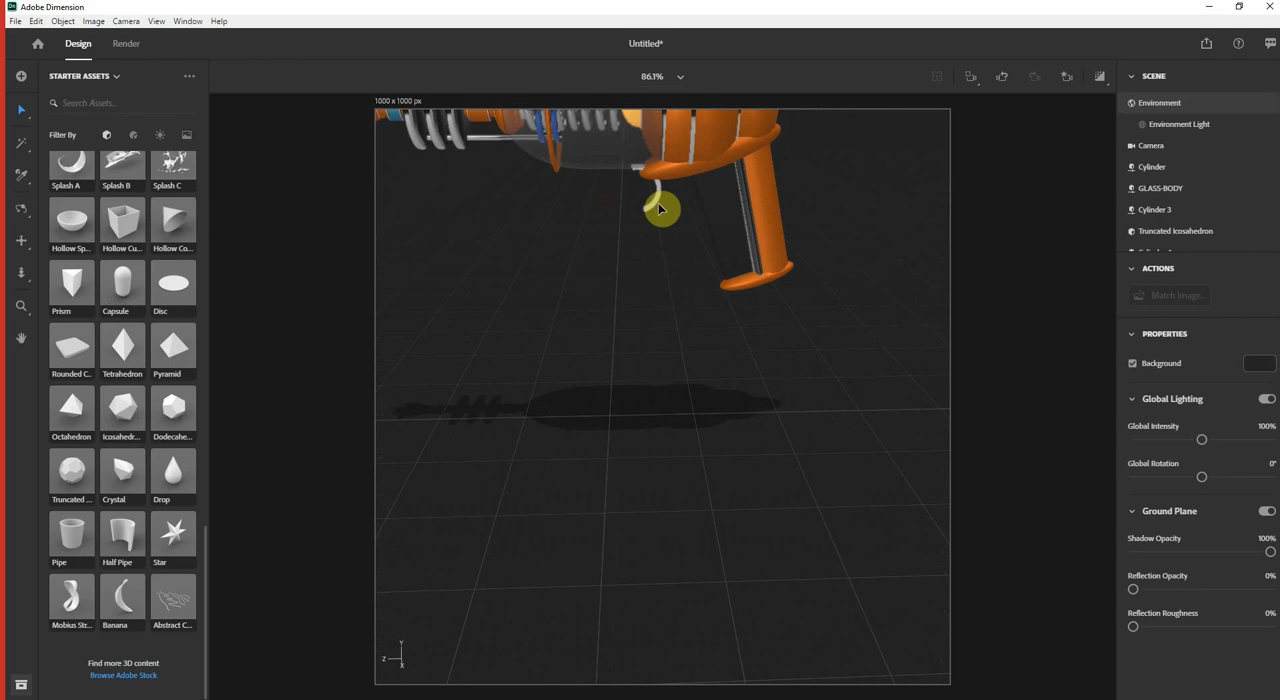 Dn Adobe Dimension
File Edit Object Image Camera View Window Help
Design Render Untitled*
STARTER ASSETS
86.1%
Search Assets...
Filter By
1000 x 1000 px
Splash A Splash B Splash C
Hollow Sp... Hollow Cu... Hollow Co...
Prism Capsule Disc
Rounded C.. Tetrahedron Pyramid
Octahedron Icosahedr... Dodecahe...
Truncated ... Crystal Drop
Pipe Half Pipe Star
Mobius Str... Banana Abstract C...
Find more 3D content
Browse Adobe Stock
Y
Z
X
SCENE
Environment
Environment Light
Camera
Cylinder
GLASS-BODY
Cylinder 3
Truncated Icosahedron
ACTIONS
Match Image...
PROPERTIES
Background
Global Lighting
Global Intensity 100%
Global Rotation 0°
Ground Plane
Shadow Opacity 100%
Reflection Opacity 0%
Reflection Roughness 0%